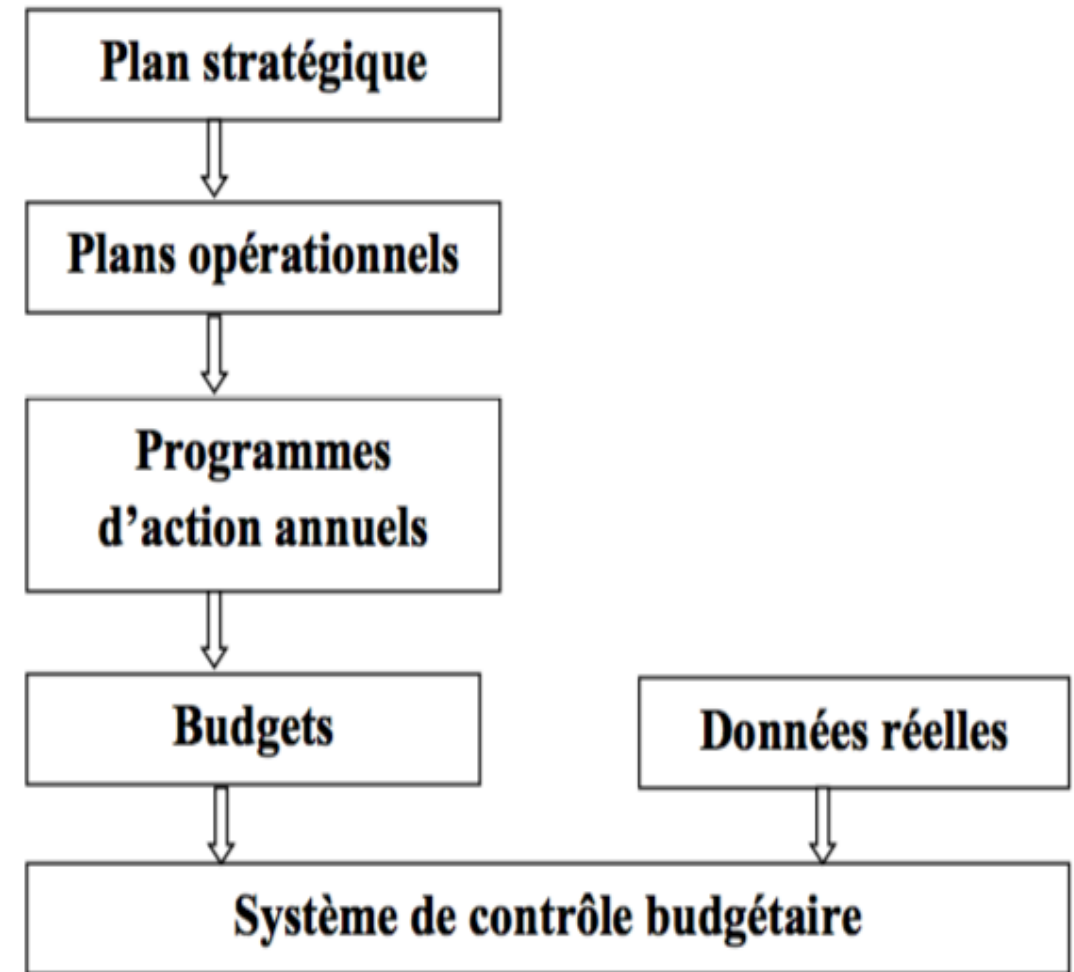 Plan stratégique
Plans opérationnels
Programmes
d’action annuels
Budgets
Données réelles
Système de contrôle budgétaire